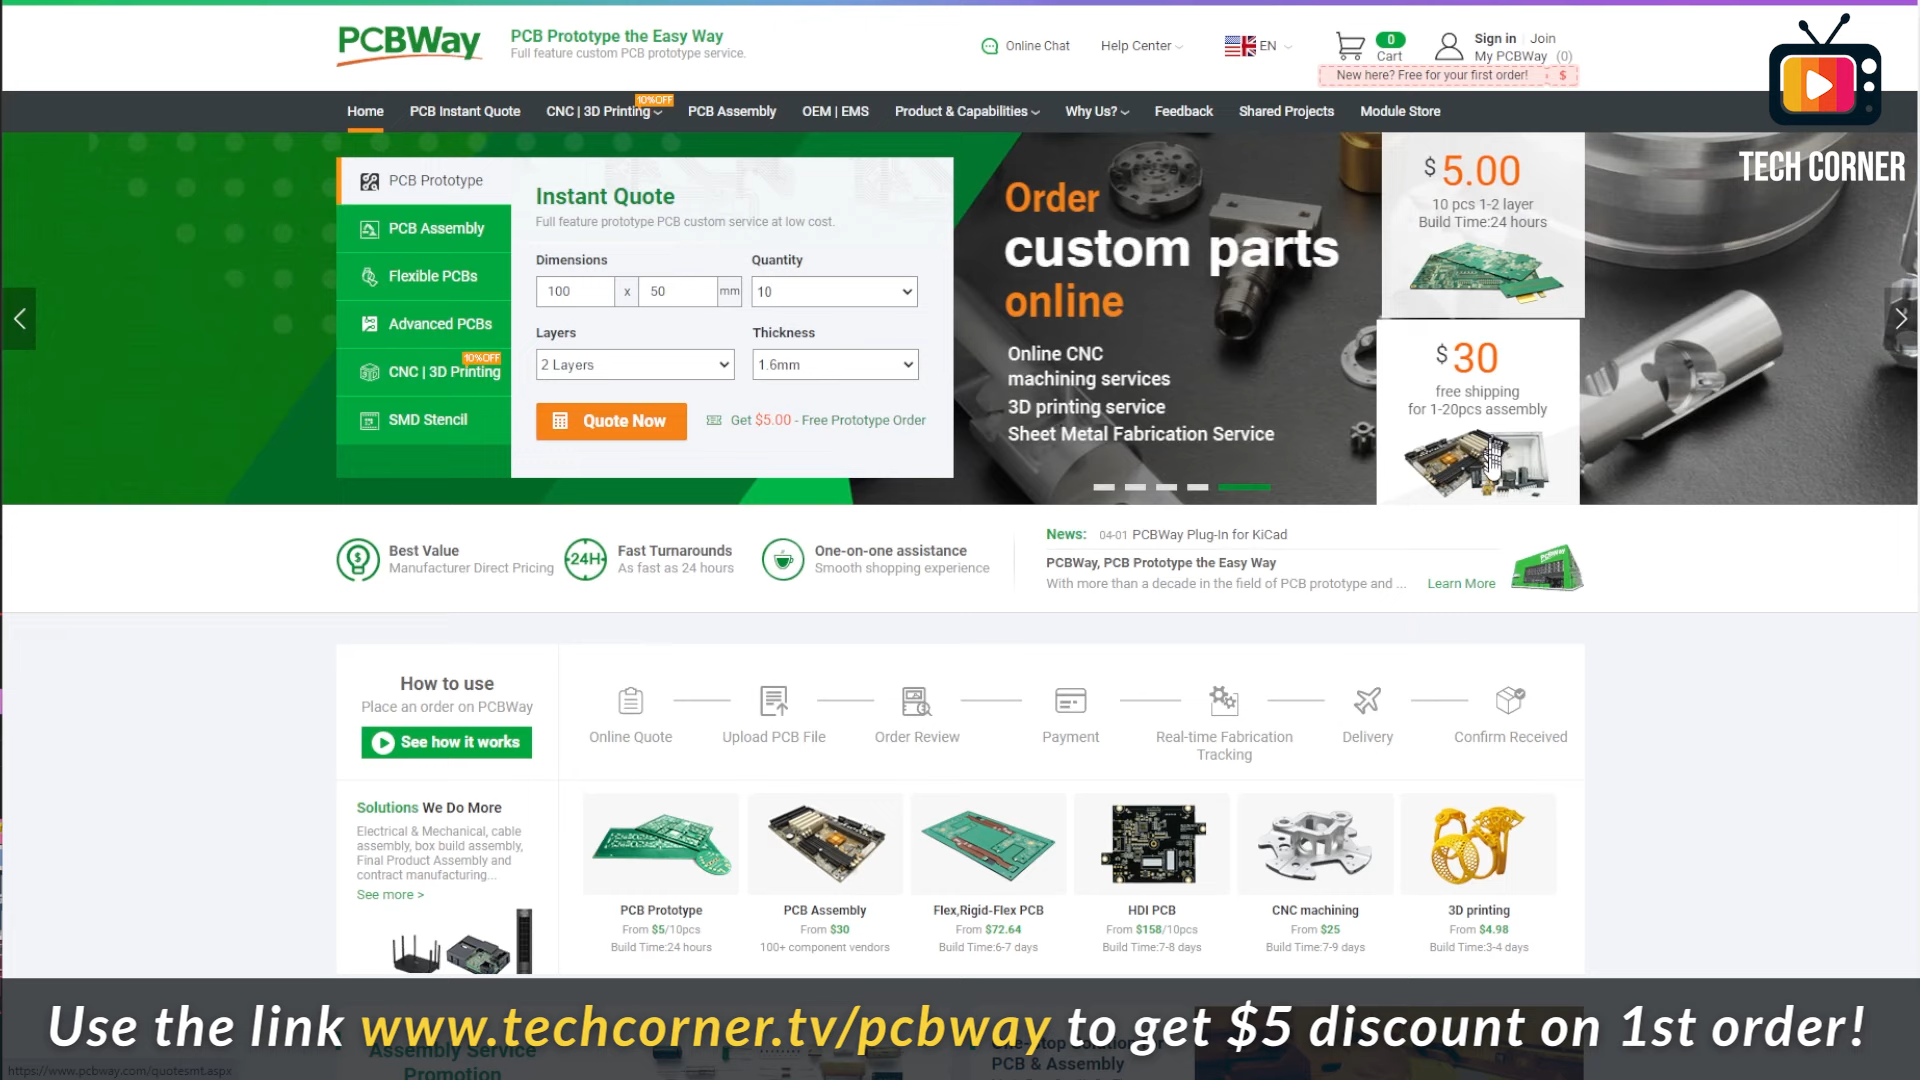 PCBWay
PCB Prototype the Easy Way
Full feature custom PCB prototype service.
Online Chat
Help Center
EN
0
Cart
Sign in
Join
My PCBWay (0)
New here? Free for your first order! $
TECH CORNER
Home
PCB Instant Quote
CNC | 3D Printing
10%OFF
PCB Assembly
OEM | EMS
Product & Capabilities
Why Us?
Feedback
Shared Projects
Module Store
PCB Prototype
PCB Assembly
Flexible PCBs
Advanced PCBs
10%OFF
CNC | 3D Printing
SMD Stencil
Instant Quote
Full feature prototype PCB custom service at low cost.
Dimensions
Quantity
100 x 50 mm
10
Layers
Thickness
2 Layers
1.6mm
Quote Now
Get $5.00 - Free Prototype Order
Order
custom parts
online
Online CNC
machining services
3D printing service
Sheet Metal Fabrication Service
$ 5.00
10 pcs 1-2 layer
Build Time:24 hours
$ 30
free shipping
for 1-20pcs assembly
Best Value
Manufacturer Direct Pricing
24H
Fast Turnarounds
As fast as 24 hours
One-on-one assistance
Smooth shopping experience
News: 04-01 PCBWay Plug-In for KiCad
PCBWay, PCB Prototype the Easy Way
With more than a decade in the field of PCB prototype and ... Learn More
PCBWay
How to use
Place an order on PCBWay
See how it works
Online Quote
Upload PCB File
Order Review
Payment
Real-time Fabrication
Tracking
Delivery
Confirm Received
Solutions We Do More
Electrical & Mechanical, cable
assembly, box build assembly,
Final Product Assembly and
contract manufacturing...
See more >
PCB Prototype
From $5/10pcs
Build Time:24 hours
PCB Assembly
From $30
100+ component vendors
Flex,Rigid-Flex PCB
From $72.64
Build Time:6-7 days
HDI PCB
From $158/10pcs
Build Time:7-8 days
CNC machining
From $25
Build Time:7-9 days
3D printing
From $4.98
Build Time:3-4 days
Use the link www.techcorner.tv/pcbway to get $5 discount on 1st order!
Assembly Service
Promotion
One-stop Solution for
PCB & Assembly
https://www.pcbway.com/quotesmt.aspx